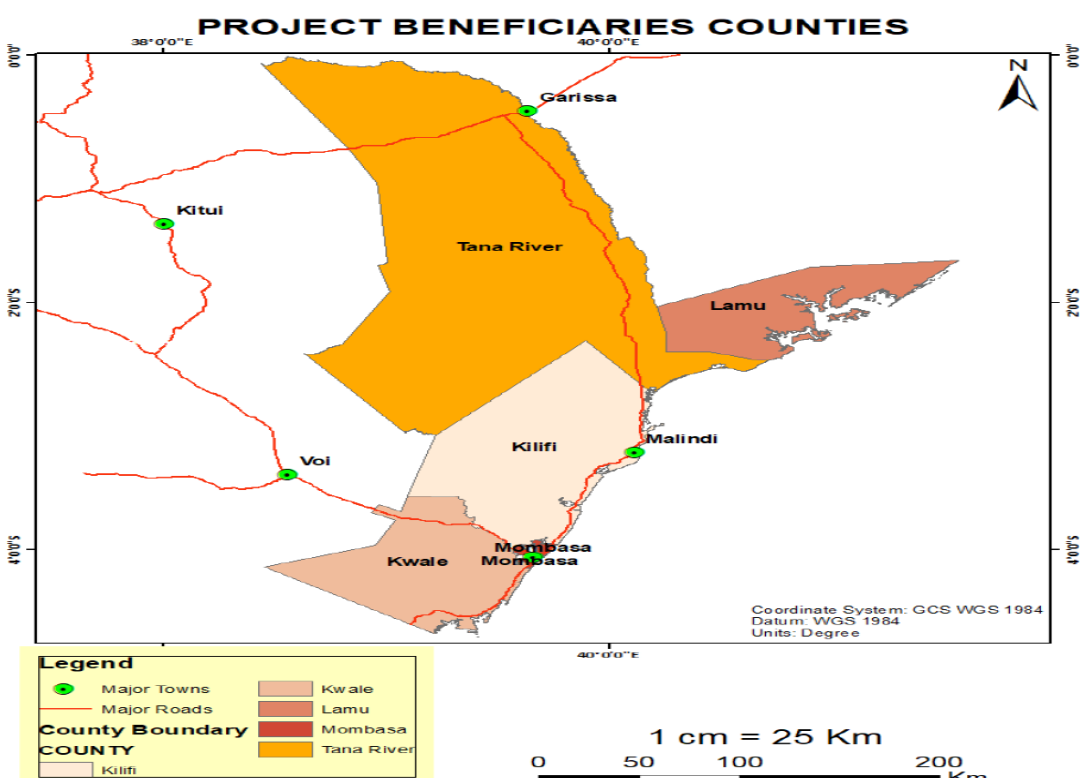 PROJECT BENEFICIARIES COUNTIES
38°0'0"E
40°0'0"E
0°0'0"
0°0'0"
N
Garissa
Kitui
Tana River
2°0'0"S
2°0'0"S
Lamu
Kilifi
Malindi
Voi
4°0'0"S
4°0'0"S
Mombasa
Kwale
Mombasa
Coordinate System: GCS WGS 1984
Datum: WGS 1984
Units: Degree
40°0'0"E
Legend
Major Towns
Major Roads
County Boundary
COUNTY
Kilifi
Kwale
Lamu
Mombasa
Tana River
1 cm = 25 Km
0 50 100 200
Km